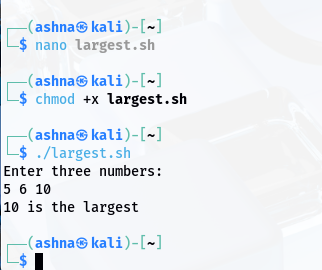 ┌──(ashna㉿kali)-[~]
└─$ nano largest.sh
┌──(ashna㉿kali)-[~]
└─$ chmod +x largest.sh
┌──(ashna㉿kali)-[~]
└─$ ./largest.sh
Enter three numbers:
5 6 10
10 is the largest
┌──(ashna㉿kali)-[~]
└─$